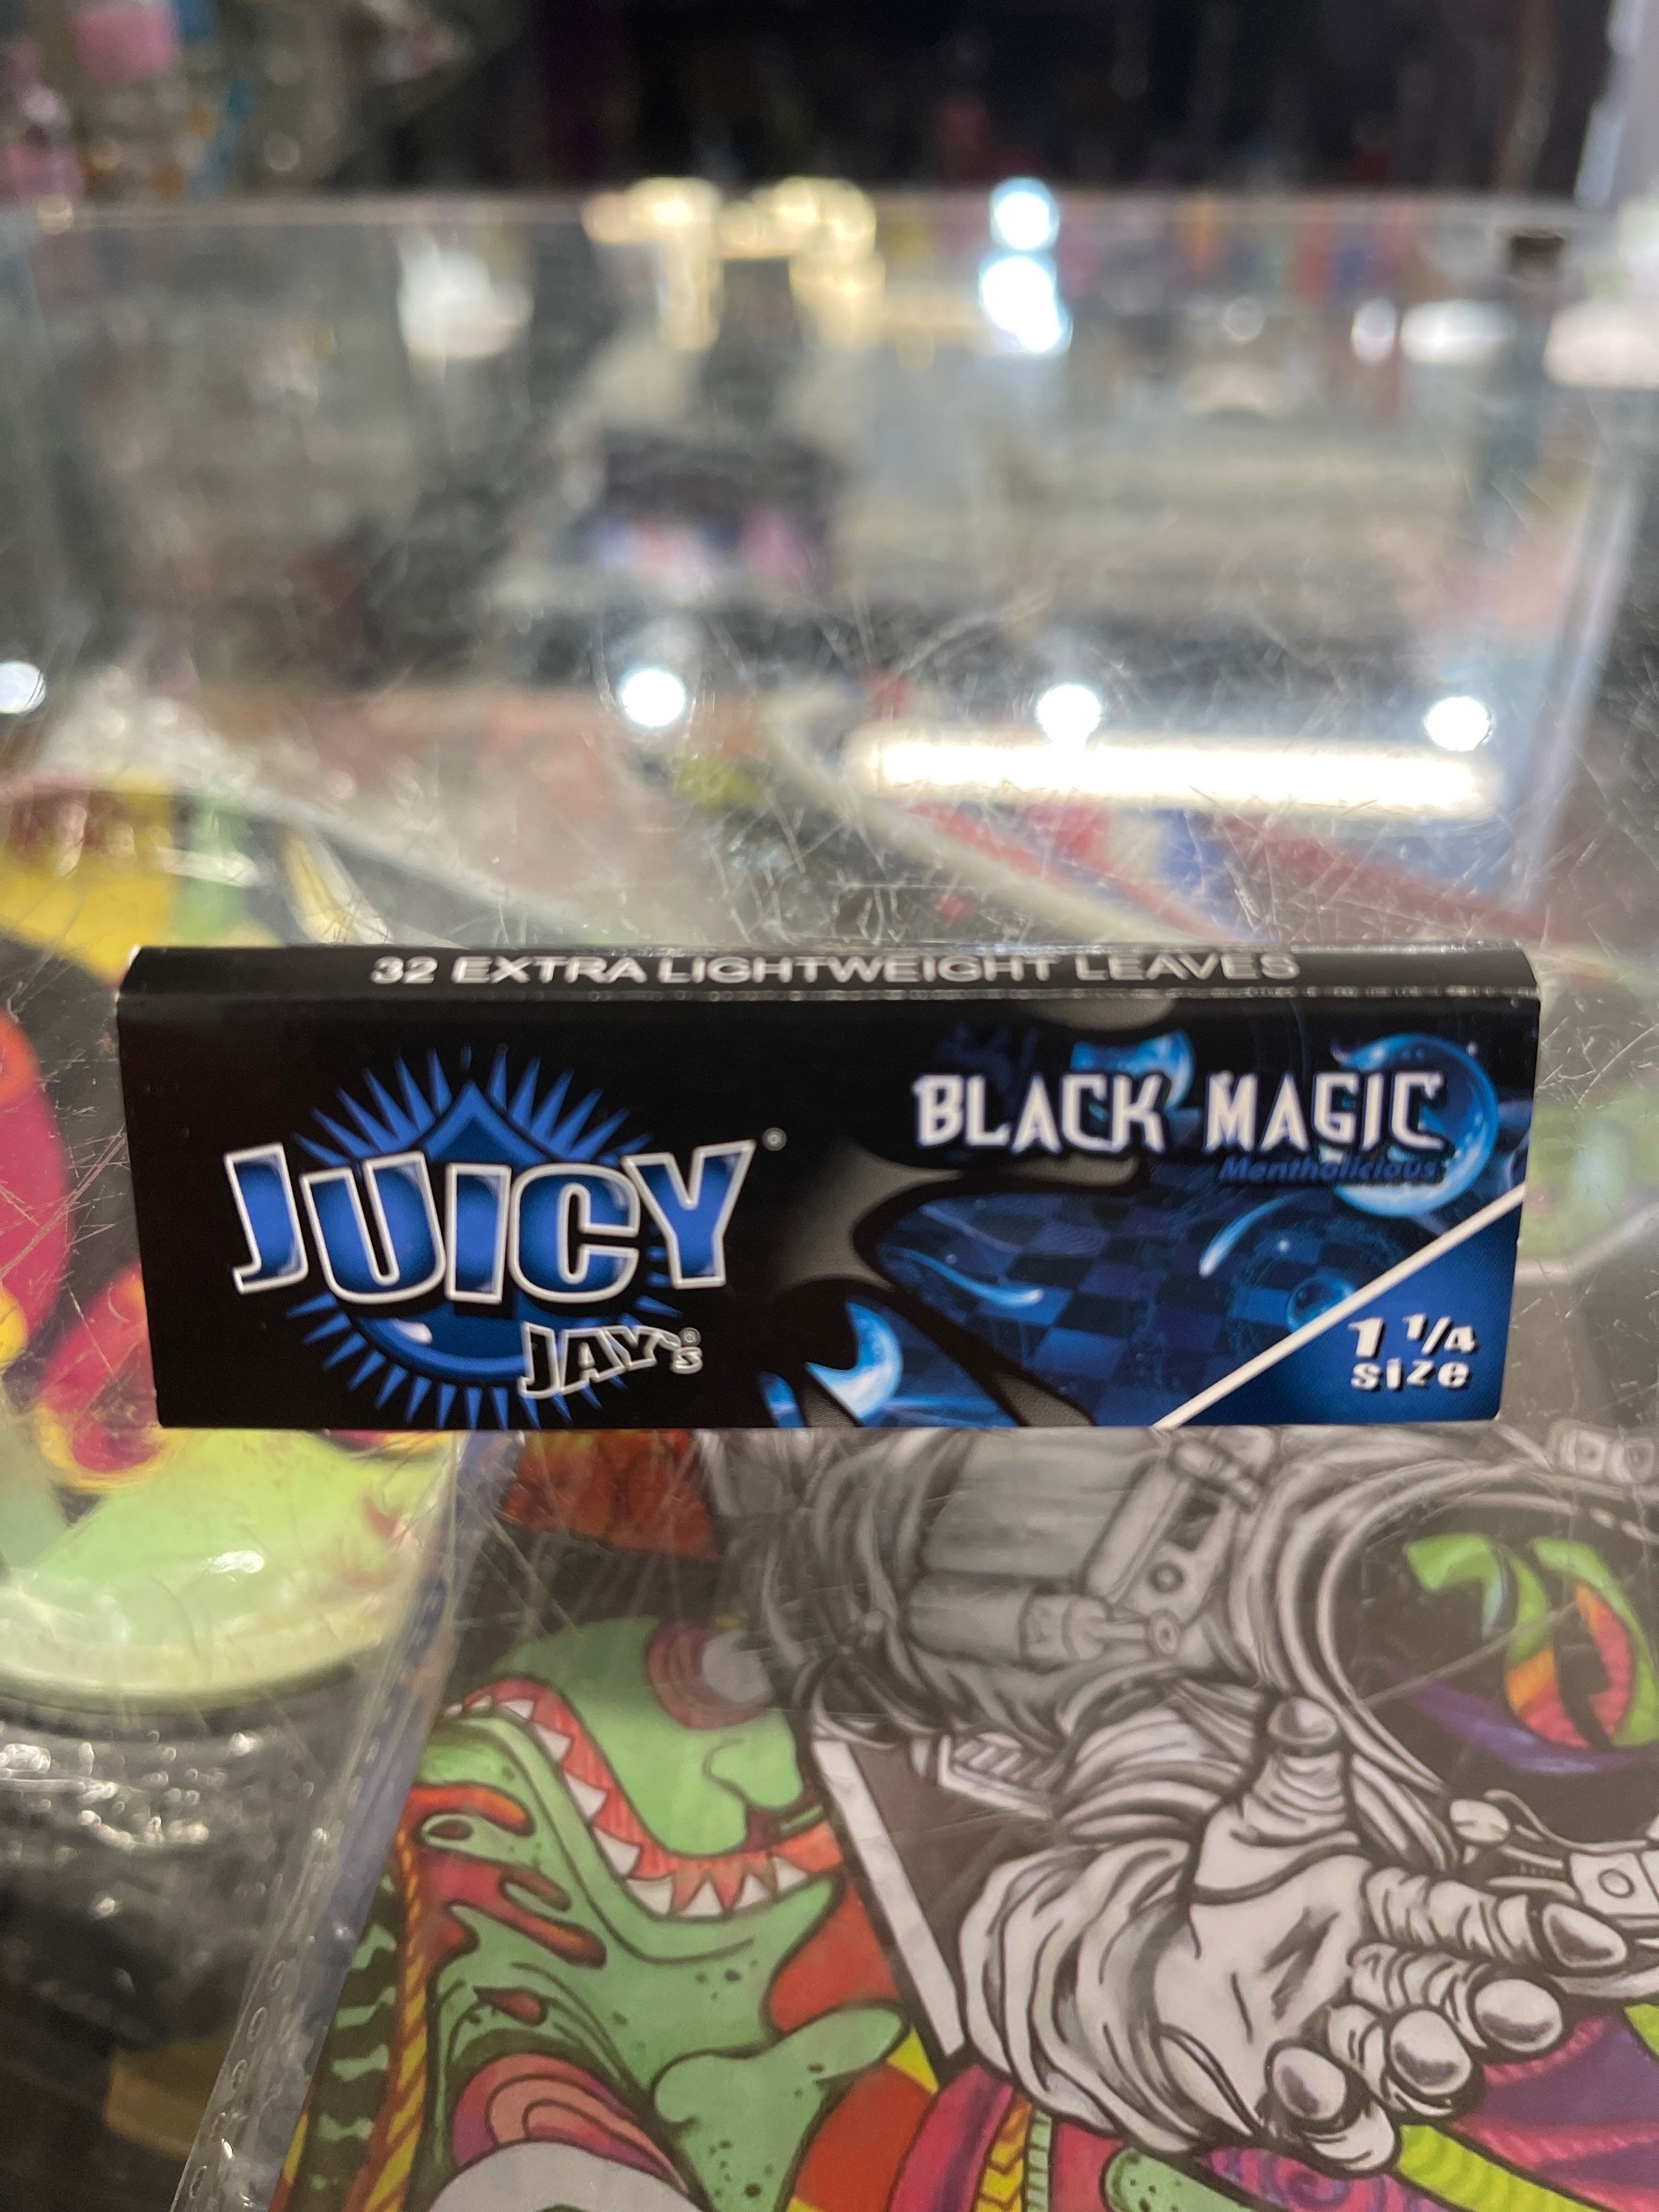 32 EXTRA LIGHTWEIGHT LEAVES
JUICY®
JAY's®
BLACK MAGIC
Mentholicious
1 1/4
size